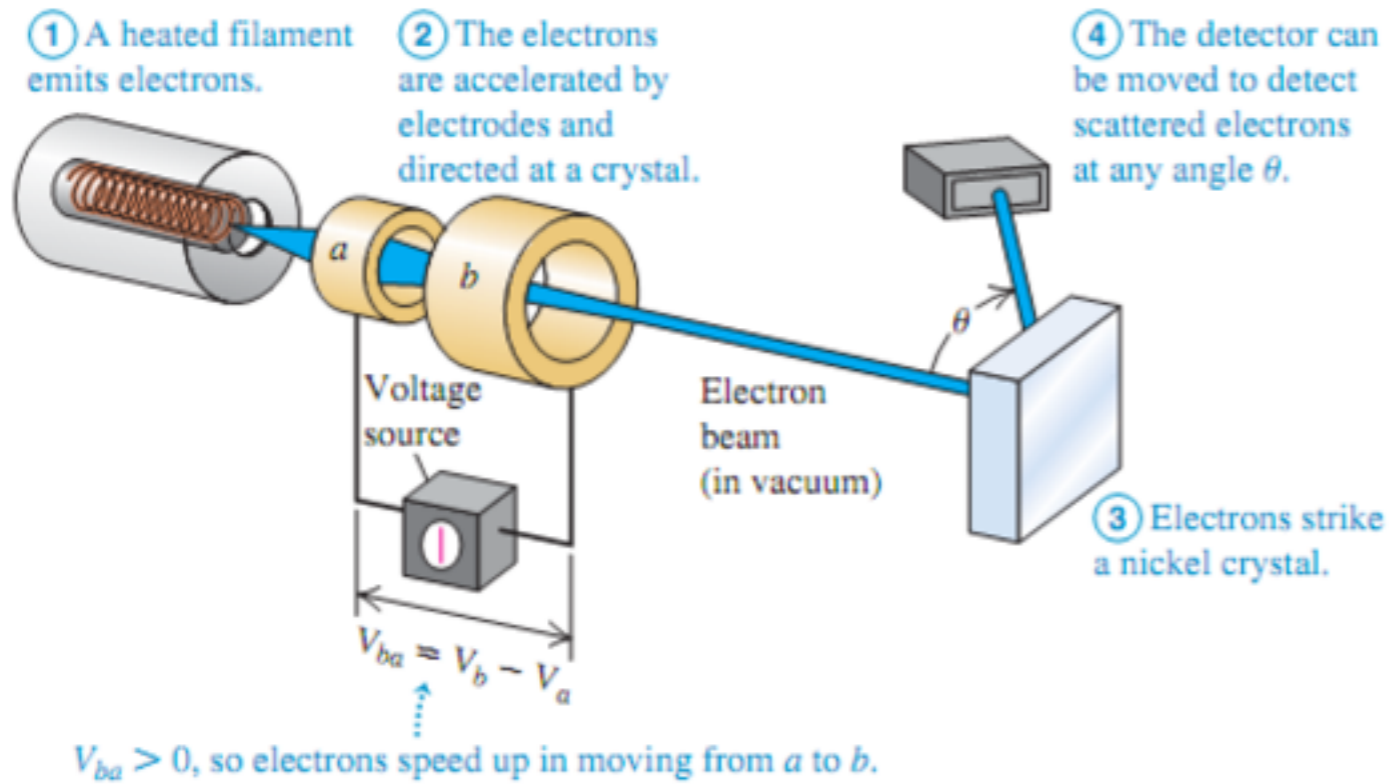 ① A heated filament
emits electrons.
② The electrons
are accelerated by
electrodes and
directed at a crystal.
④ The detector can
be moved to detect
scattered electrons
at any angle θ.
a
b
θ
Voltage
source
Electron
beam
(in vacuum)
③ Electrons strike
a nickel crystal.
V_ba = V_b − V_a
V_ba > 0, so electrons speed up in moving from a to b.